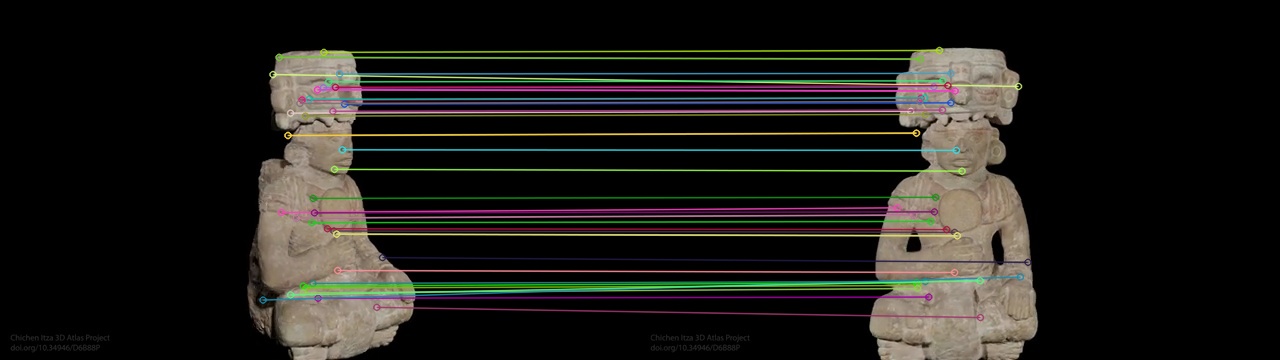 Chichen Itza 3D Atlas Project
doi.org/10.34946/D6B88P
Chichen Itza 3D Atlas Project
doi.org/10.34946/D6B88P